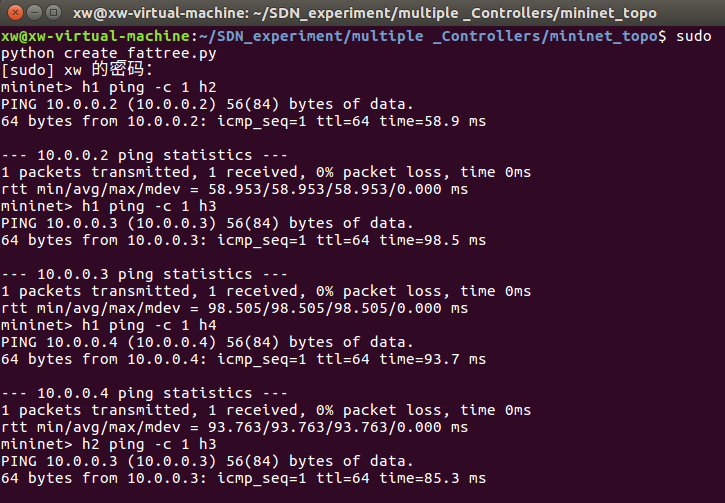 xw@xw-virtual-machine: ~/SDN_experiment/multiple _Controllers/mininet_topo
xw@xw-virtual-machine:~/SDN_experiment/multiple _Controllers/mininet_topo$ sudo
python create_fattree.py
[sudo] xw 的密码：
mininet> h1 ping -c 1 h2
PING 10.0.0.2 (10.0.0.2) 56(84) bytes of data.
64 bytes from 10.0.0.2: icmp_seq=1 ttl=64 time=58.9 ms

--- 10.0.0.2 ping statistics ---
1 packets transmitted, 1 received, 0% packet loss, time 0ms
rtt min/avg/max/mdev = 58.953/58.953/58.953/0.000 ms
mininet> h1 ping -c 1 h3
PING 10.0.0.3 (10.0.0.3) 56(84) bytes of data.
64 bytes from 10.0.0.3: icmp_seq=1 ttl=64 time=98.5 ms

--- 10.0.0.3 ping statistics ---
1 packets transmitted, 1 received, 0% packet loss, time 0ms
rtt min/avg/max/mdev = 98.505/98.505/98.505/0.000 ms
mininet> h1 ping -c 1 h4
PING 10.0.0.4 (10.0.0.4) 56(84) bytes of data.
64 bytes from 10.0.0.4: icmp_seq=1 ttl=64 time=93.7 ms

--- 10.0.0.4 ping statistics ---
1 packets transmitted, 1 received, 0% packet loss, time 0ms
rtt min/avg/max/mdev = 93.763/93.763/93.763/0.000 ms
mininet> h2 ping -c 1 h3
PING 10.0.0.3 (10.0.0.3) 56(84) bytes of data.
64 bytes from 10.0.0.3: icmp_seq=1 ttl=64 time=85.3 ms